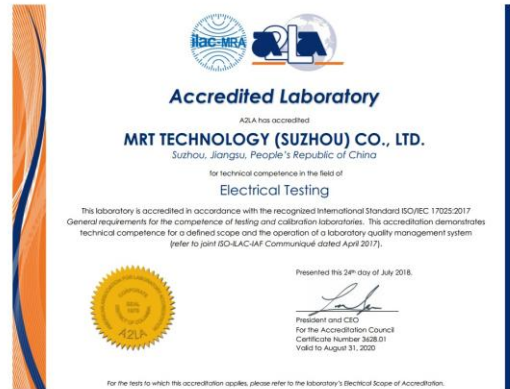 ilac-MRA
A2LA
Accredited Laboratory
A2LA has accredited
MRT TECHNOLOGY (SUZHOU) CO., LTD.
Suzhou, Jiangsu, People's Republic of China
for technical competence in the field of
Electrical Testing
This laboratory is accredited in accordance with the recognized International Standard ISO/IEC 17025:2017
General requirements for the competence of testing and calibration laboratories. This accreditation demonstrates
technical competence for a defined scope and the operation of a laboratory quality management system
(refer to joint ISO-ILAC-IAF Communiqué dated April 2017).
Presented this 24th day of July 2018.
President and CEO
For the Accreditation Council
Certificate Number 3628.01
Valid to August 31, 2020
CORPORATE
SEAL
A2LA
For the tests to which this accreditation applies, please refer to the laboratory's Electrical Scope of Accreditation.